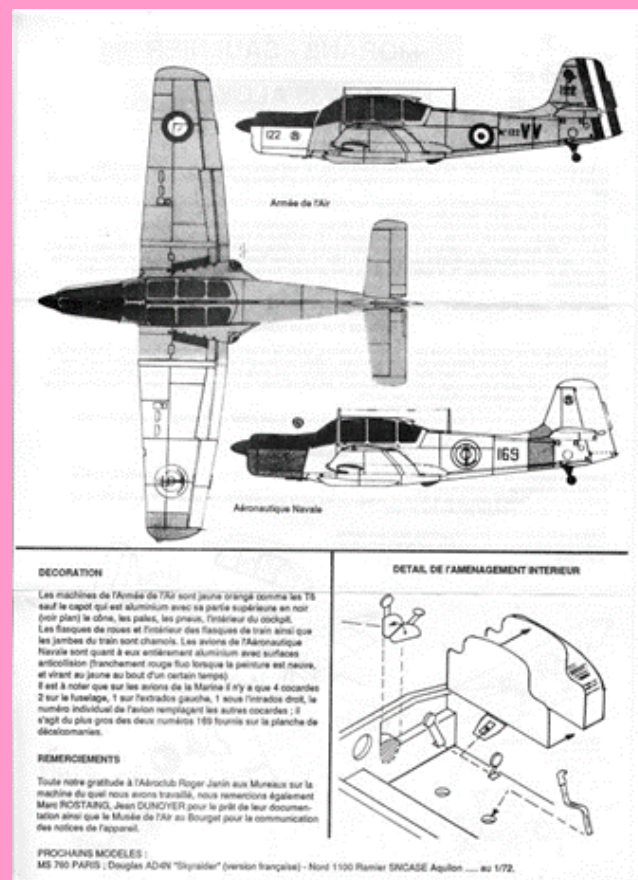 122
N°122 VV
Armée de l'Air
169
Aéronautique Navale
DECORATION
Les machines de l'Armée de l'Air sont jaune orangé comme les T6
sauf le capot qui est aluminium avec sa partie supérieure en noir
(voir plan) le cône, les pales, les pneus, l'intérieur du cockpit.
Les flasques de roues et l'intérieur des flasques de train ainsi que
les jambes du train sont chamois. Les avions de l'Aéronautique
Navale sont quant à eux entièrement aluminium avec surfaces
anticollision (franchement rouge fluo lorsque la peinture est neuve,
et virant au jaune au bout d'un certain temps)
Il est à noter que sur les avions de la Marine il n'y a que 4 cocardes
2 sur le fuselage, 1 sur l'extrados gauche, 1 sous l'intrados droit, le
numéro individuel de l'avion remplaçant les autres cocardes ; il
s'agit du plus gros des deux numéros 169 fournis sur la planche de
décalcomanies.
REMERCIEMENTS
Toute notre gratitude à l'Aéroclub Roger Janin aux Mureaux sur la
machine du quel nous avons travaillé, nous remercions également
Marc ROSTAING, Jean DUNOYER pour le prêt de leur documen-
tation ainsi que le Musée de l'Air au Bourget pour la communication
des notices de l'appareil.
DETAIL DE l'AMENAGEMENT INTERIEUR
PROCHAINS MODELES :
MS 760 PARIS ; Douglas AD4N "Skyraider" (version française) - Nord 1100 Ramier SNCASE Aquilon .... au 1/72.